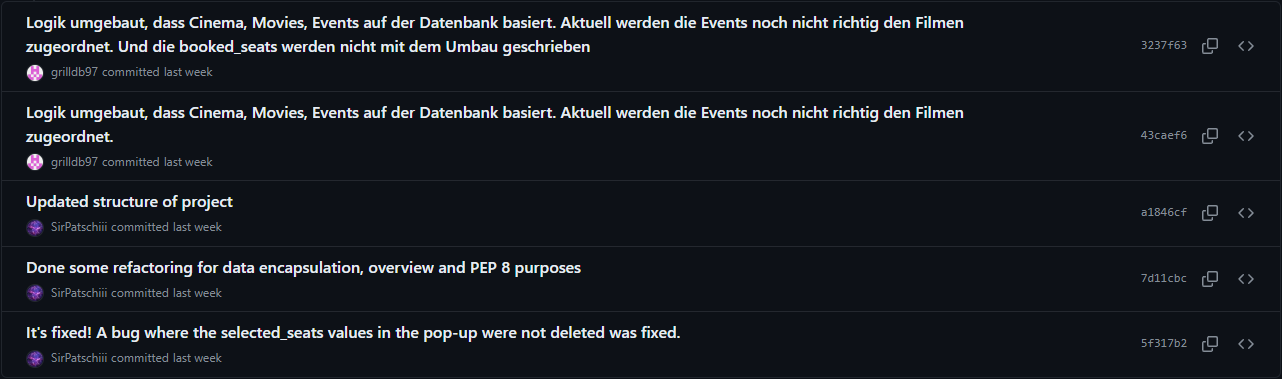 Logik umgebaut, dass Cinema, Movies, Events auf der Datenbank basiert. Aktuell werden die Events noch nicht richtig den Filmen
zugeordnet. Und die booked_seats werden nicht mit dem Umbau geschrieben
3237f63
grilldb97 committed last week
Logik umgebaut, dass Cinema, Movies, Events auf der Datenbank basiert. Aktuell werden die Events noch nicht richtig den Filmen
zugeordnet.
43caef6
grilldb97 committed last week
Updated structure of project
a1846cf
SirPatschiii committed last week
Done some refactoring for data encapsulation, overview and PEP 8 purposes
7d11cbc
SirPatschiii committed last week
It's fixed! A bug where the selected_seats values in the pop-up were not deleted was fixed.
5f317b2
SirPatschiii committed last week